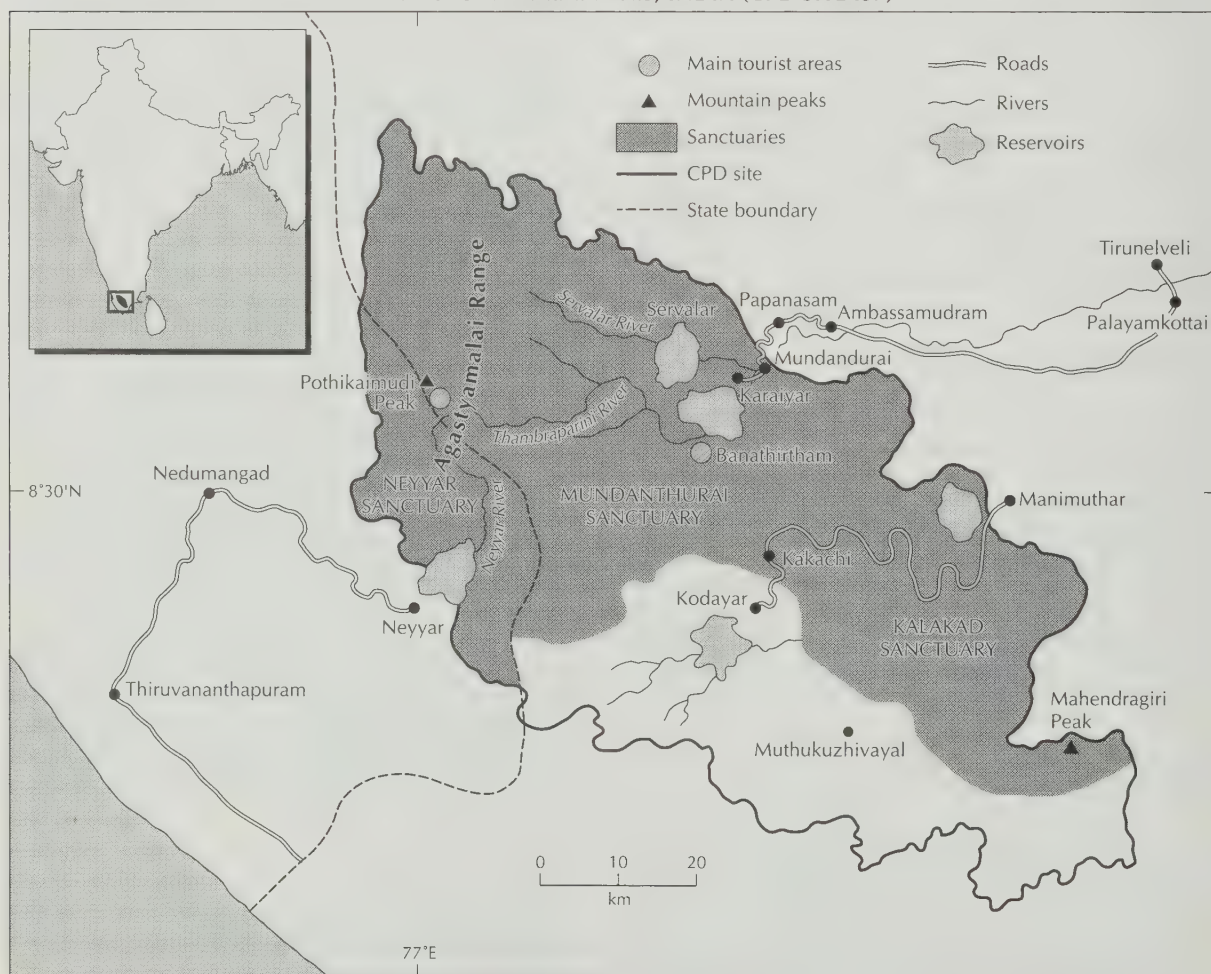 Main tourist areas
Mountain peaks
Sanctuaries
CPD site
State boundary
Roads
Rivers
Reservoirs
Tirunelveli
Papanasam
Ambassamudram
Palayamkottai
Servalar River
Servalar
Mundandurai
Karaiyar
Agastyamalai Range
Pothikaimudi
Peak
Thambraparini River
Banathirtham
Nedumangad
8°30'N
NEYYAR
SANCTUARY
MUNDANTHURAI
SANCTUARY
Manimuthar
Neyyar River
Kakachi
Neyyar
Kodayar
KALAKAD
SANCTUARY
Thiruvananthapuram
Mahendragiri
Peak
Muthukuzhivayal
0 10 20
km
77°E